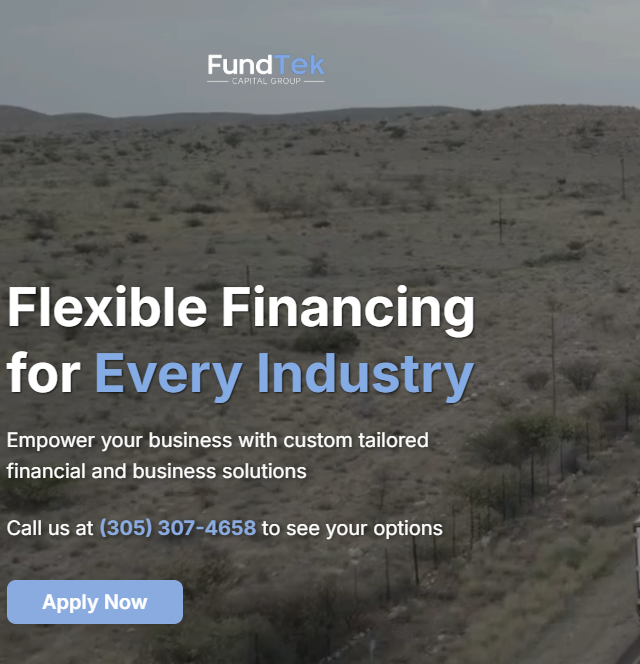 FundTek
CAPITAL GROUP
Flexible Financing
for Every Industry
Empower your business with custom tailored
financial and business solutions
Call us at (305) 307-4658 to see your options
Apply Now